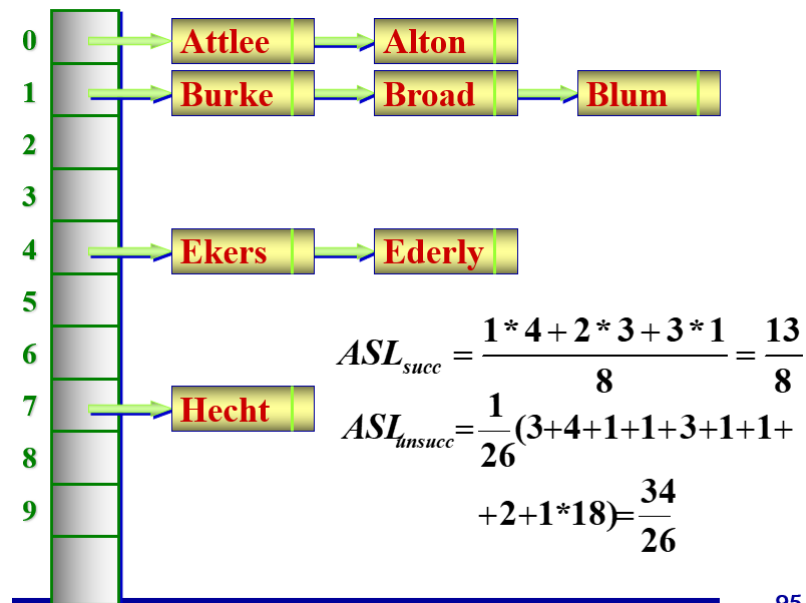 0 Attlee Alton
1 Burke Broad Blum
2
3
4 Ekers Ederly
5
6
7 Hecht
8
9
ASL_succ = (1*4+2*3+3*1)/8 = 13/8
ASL_unsucc = 1/26(3+4+1+1+3+1+1+
+2+1*18)=34/26
95